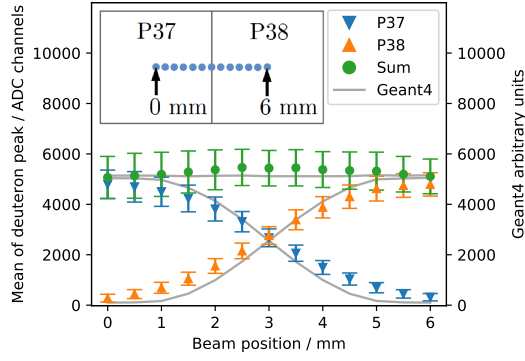 P37 P38
0 mm 6 mm
P37
P38
Sum
Geant4
Mean of deuteron peak / ADC channels
10000
8000
6000
4000
2000
0
Geant4 arbitrary units
10000
8000
6000
4000
2000
0
0 1 2 3 4 5 6
Beam position / mm